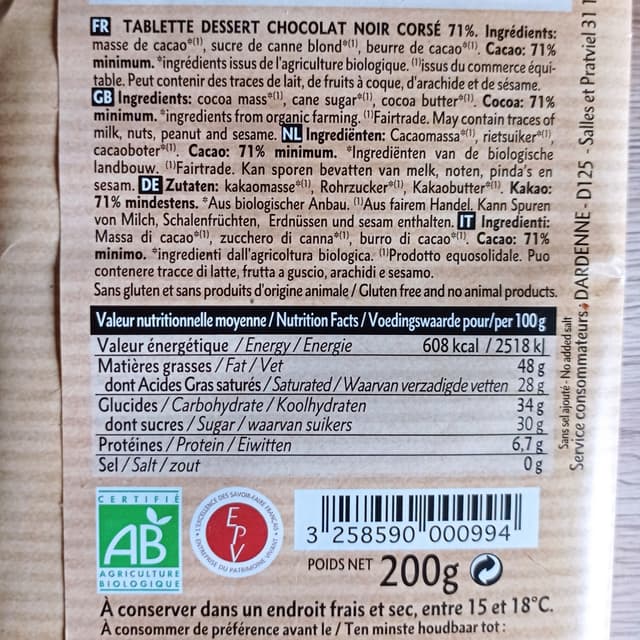 FR TABLETTE DESSERT CHOCOLAT NOIR CORSÉ 71%. Ingrédients:
masse de cacao*⁽¹⁾, sucre de canne blond*⁽¹⁾, beurre de cacao*⁽¹⁾. Cacao: 71%
minimum. *ingrédients issus de l'agriculture biologique. ⁽¹⁾issus du commerce équi-
table. Peut contenir des traces de lait, de fruits à coque, d'arachide et de sésame.
GB Ingredients: cocoa mass*⁽¹⁾, cane sugar*⁽¹⁾, cocoa butter*⁽¹⁾. Cocoa: 71%
minimum. *ingredients from organic farming. ⁽¹⁾Fairtrade. May contain traces of
milk, nuts, peanut and sesame. NL Ingrediënten: Cacaomassa*⁽¹⁾, rietsuiker*⁽¹⁾,
cacaoboter*⁽¹⁾. Cacao: 71% minimum. *Ingrediënten van de biologische
landbouw. ⁽¹⁾Fairtrade. Kan sporen bevatten van melk, noten, pinda's en
sesam. DE Zutaten: kakaomasse*⁽¹⁾, Rohrzucker*⁽¹⁾, Kakaobutter*⁽¹⁾. Kakao:
71% mindestens. *Aus biologischer Anbau. ⁽¹⁾Aus fairem Handel. Kann Spuren
von Milch, Schalenfrüchten, Erdnüssen und sesam enthalten. IT Ingredienti:
Massa di cacao*⁽¹⁾, zucchero di canna*⁽¹⁾, burro di cacao*⁽¹⁾. Cacao: 71%
minimo. *ingredienti dall'agricoltura biologica. ⁽¹⁾Prodotto equosolidale. Puo
contenere tracce di latte, frutta a guscio, arachidi e sesamo.
Sans gluten et sans produits d'origine animale / Gluten free and no animal products.
Valeur nutritionnelle moyenne / Nutrition Facts / Voedingswaarde pour/per 100 g
Valeur énergétique / Energy / Energie 608 kcal / 2518 kJ
Matières grasses / Fat / Vet 48 g
dont Acides Gras saturés / Saturated / Waarvan verzadigde vetten 28 g
Glucides / Carbohydrate / Koolhydraten 34 g
dont sucres / Sugar / waarvan suikers 30 g
Protéines / Protein / Eiwitten 6,7 g
Sel / Salt / zout 0 g
Sans sel ajouté - No added salt
Service consommateurs: DARDENNE - D125 - Salles et Pratviel 31 1
CERTIFIÉ
AB
AGRICULTURE
BIOLOGIQUE
L'EXCELLENCE DES SAVOIR-FAIRE FRANÇAIS
EPV
ENTREPRISE DU PATRIMOINE VIVANT
3 258590 000994
POIDS NET 200g
À conserver dans un endroit frais et sec, entre 15 et 18°C.
À consommer de préférence avant le / Ten minste houdbaar tot :